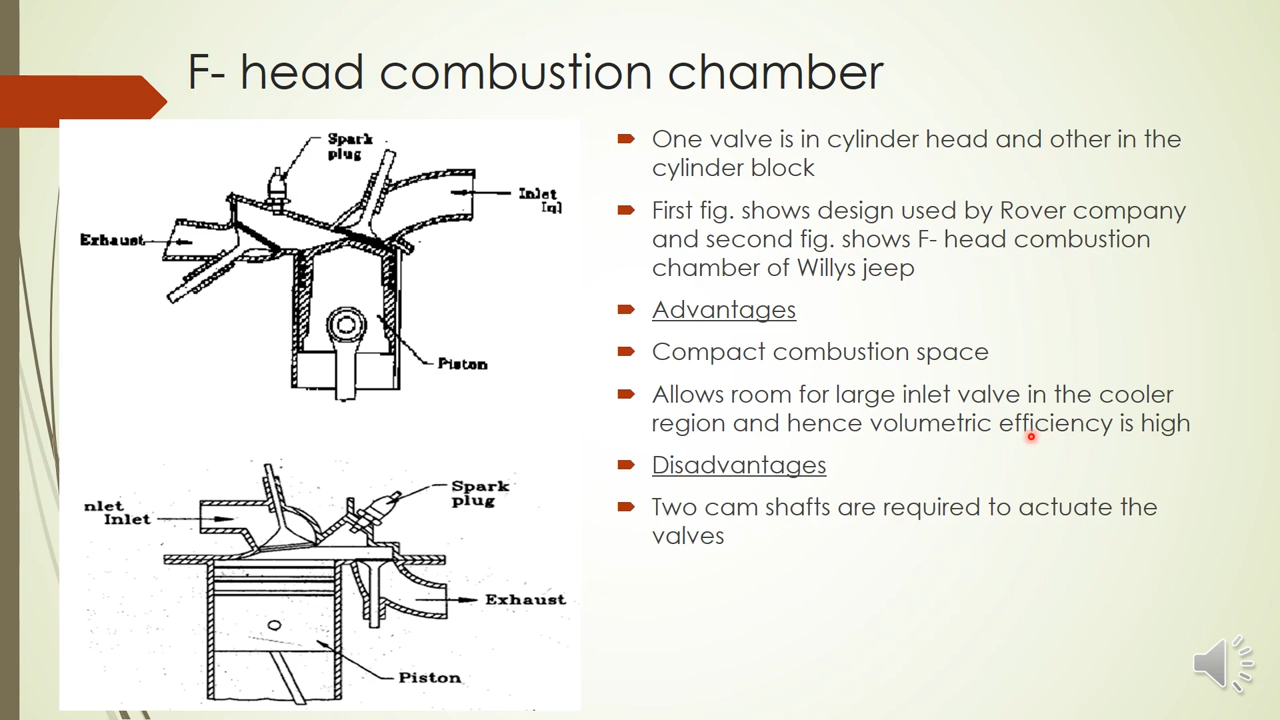 F- head combustion chamber
Spark
plug
Inlet
Exhaust
Piston
nlet
Inlet
Spark
plug
Exhaust
Piston
One valve is in cylinder head and other in the
cylinder block
First fig. shows design used by Rover company
and second fig. shows F- head combustion
chamber of Willys jeep
Advantages
Compact combustion space
Allows room for large inlet valve in the cooler
region and hence volumetric efficiency is high
Disadvantages
Two cam shafts are required to actuate the
valves